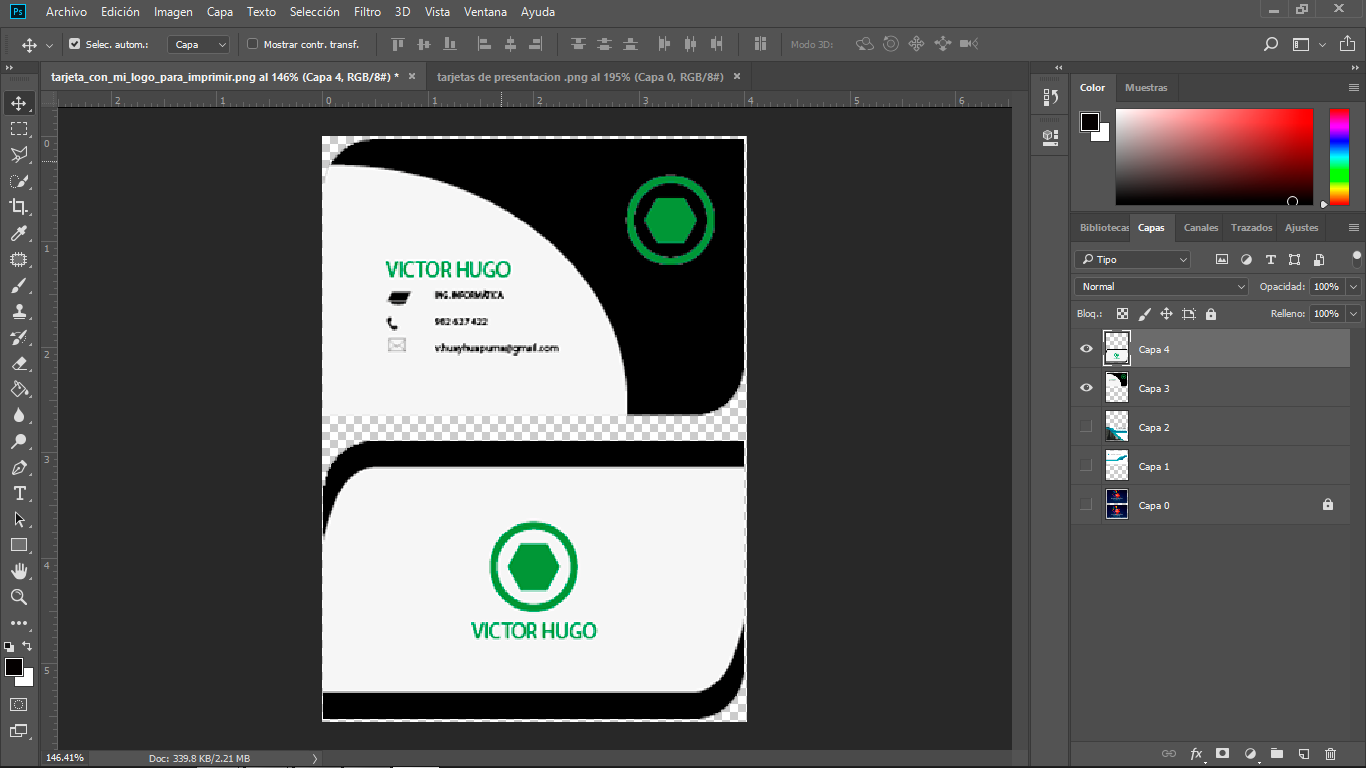 Ps Archivo Edición Imagen Capa Texto Selección Filtro 3D Vista Ventana Ayuda
Selec. autom.: Capa Mostrar contr. transf. Modo 3D:
tarjeta_con_mi_logo_para_imprimir.png al 146% (Capa 4, RGB/8#) * × tarjetas de presentacion .png al 195% (Capa 0, RGB/8#) ×
2 1 0 1 2 3 4 5 6
0
1
2
3
4
5
VICTOR HUGO
ING. INFORMÁTICA
982 637 422
v.huayhuapuma@gmail.com
VICTOR HUGO
Color Muestras
Bibliotecas Capas Canales Trazados Ajustes
Tipo
Normal Opacidad: 100%
Bloq.: Relleno: 100%
Capa 4
Capa 3
Capa 2
Capa 1
Capa 0
fx
146.41% Doc: 339.8 KB/2.21 MB